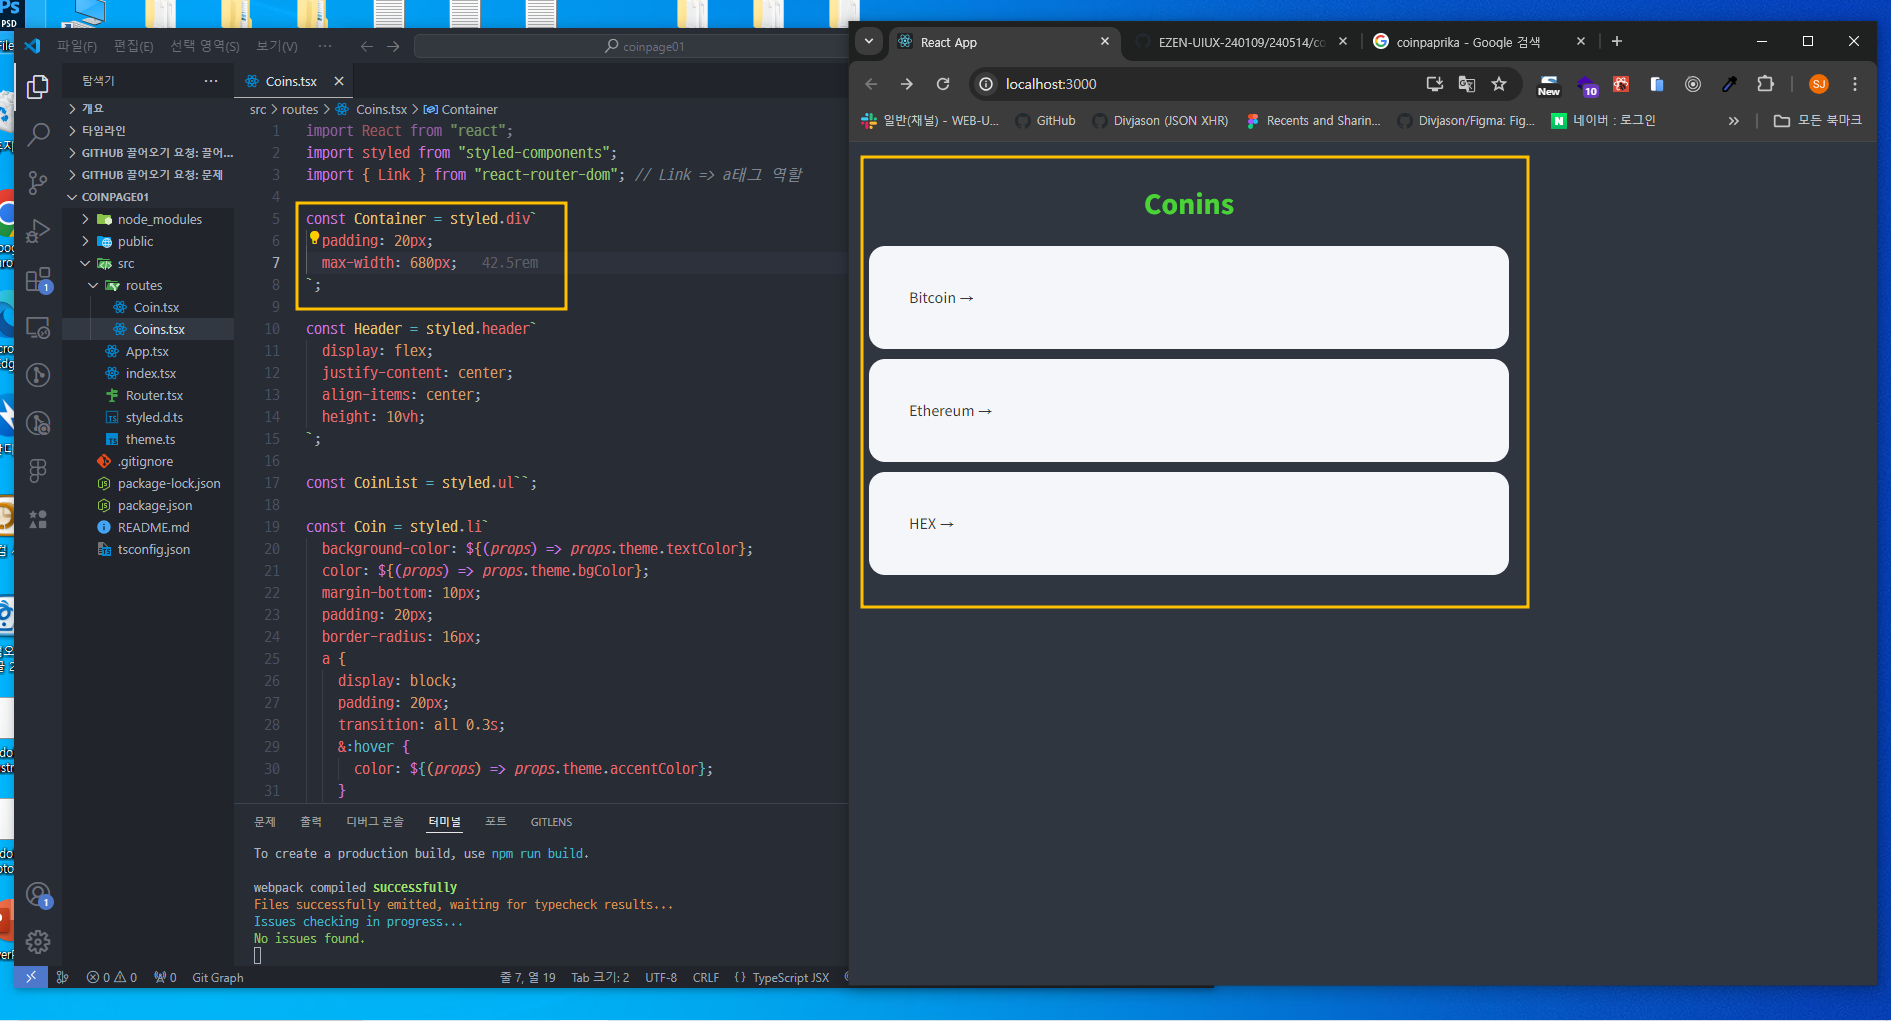 PSD
파일(F) 편집(E) 선택 영역(S) 보기(V) ··· coinpage01
탐색기 ···
개요
타임라인
GITHUB 끌어오기 요청: 끌어...
GITHUB 끌어오기 요청: 문제
COINPAGE01
node_modules
public
src
routes
Coin.tsx
Coins.tsx
App.tsx
index.tsx
Router.tsx
styled.d.ts
theme.ts
.gitignore
package-lock.json
package.json
README.md
tsconfig.json
Coins.tsx
src > routes > Coins.tsx > Container
1 import React from "react";
2 import styled from "styled-components";
3 import { Link } from "react-router-dom"; // Link => a태그 역할
4
5 const Container = styled.div`
6 padding: 20px;
7 max-width: 680px; 42.5rem
8 `;
9
10 const Header = styled.header`
11 display: flex;
12 justify-content: center;
13 align-items: center;
14 height: 10vh;
15 `;
16
17 const CoinList = styled.ul``;
18
19 const Coin = styled.li`
20 background-color: ${(props) => props.theme.textColor};
21 color: ${(props) => props.theme.bgColor};
22 margin-bottom: 10px;
23 padding: 20px;
24 border-radius: 16px;
25 a {
26 display: block;
27 padding: 20px;
28 transition: all 0.3s;
29 &:hover {
30 color: ${(props) => props.theme.accentColor};
31 }
문제 출력 디버그 콘솔 터미널 포트 GITLENS
To create a production build, use npm run build.
webpack compiled successfully
Files successfully emitted, waiting for typecheck results...
Issues checking in progress...
No issues found.
0 0 0 Git Graph 줄 7, 열 19 Tab 크기: 2 UTF-8 CRLF {} TypeScript JSX
1
1
React App EZEN-UIUX-240109/240514/co coinpaprika - Google 검색
localhost:3000 New 10 SJ
일반(채널) - WEB-U... GitHub Divjason (JSON XHR) Recents and Sharin... Divjason/Figma: Fig... N 네이버 : 로그인 » 모든 북마크
Conins
Bitcoin →
Ethereum →
HEX →